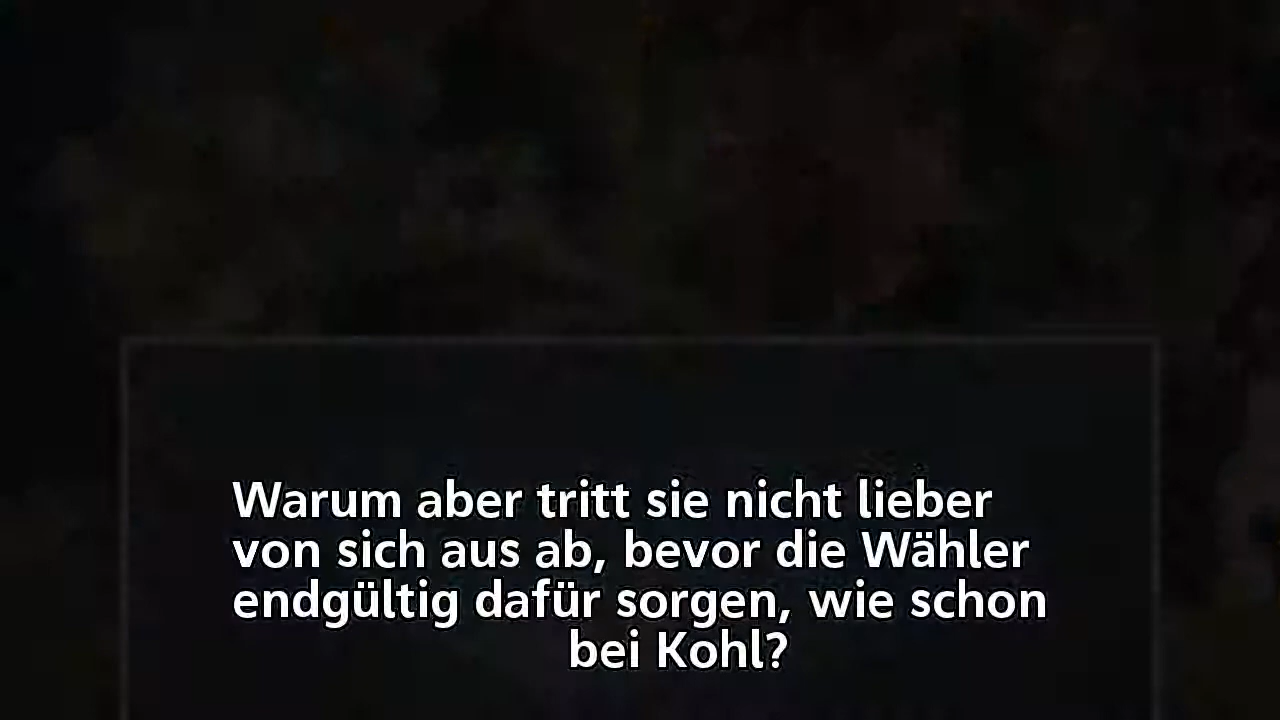 Warum aber tritt sie nicht lieber
von sich aus ab, bevor die Wähler
endgültig dafür sorgen, wie schon
bei Kohl?